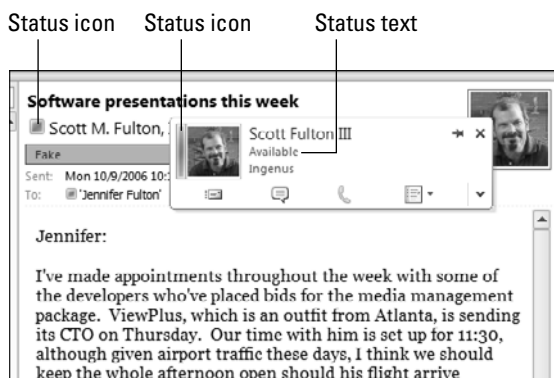 Status icon Status icon Status text
Software presentations this week
Scott M. Fulton,
Scott Fulton III
Available
Ingenus
Fake
Sent: Mon 10/9/2006 10:
To: 'Jennifer Fulton'
Jennifer:
I've made appointments throughout the week with some of
the developers who've placed bids for the media management
package. ViewPlus, which is an outfit from Atlanta, is sending
its CTO on Thursday. Our time with him is set up for 11:30,
although given airport traffic these days, I think we should
keep the whole afternoon open should his flight arrive